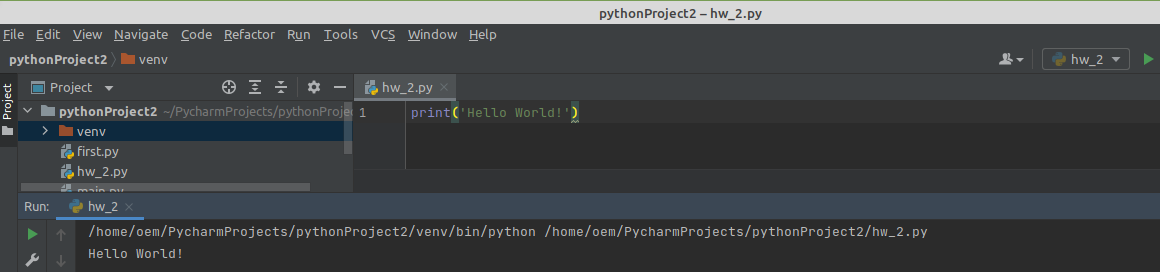 pythonProject2 – hw_2.py
File Edit View Navigate Code Refactor Run Tools VCS Window Help
pythonProject2 venv hw_2
Project
Project hw_2.py
pythonProject2 ~/PycharmProjects/pythonProjec
1 print('Hello World!')
venv
first.py
hw_2.py
main.py
Run: hw_2
/home/oem/PycharmProjects/pythonProject2/venv/bin/python /home/oem/PycharmProjects/pythonProject2/hw_2.py
Hello World!